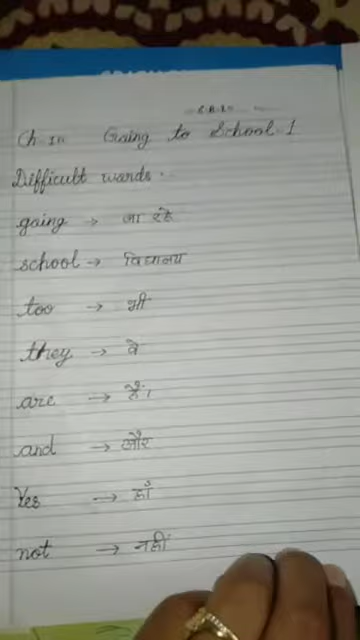 Ch-10 Going to School-1
Difficult words.
going → जा रहे
school → विद्यालय
too → भी
they → वे
are → हैं।
and → और
Yes → हाँ
not → नहीं